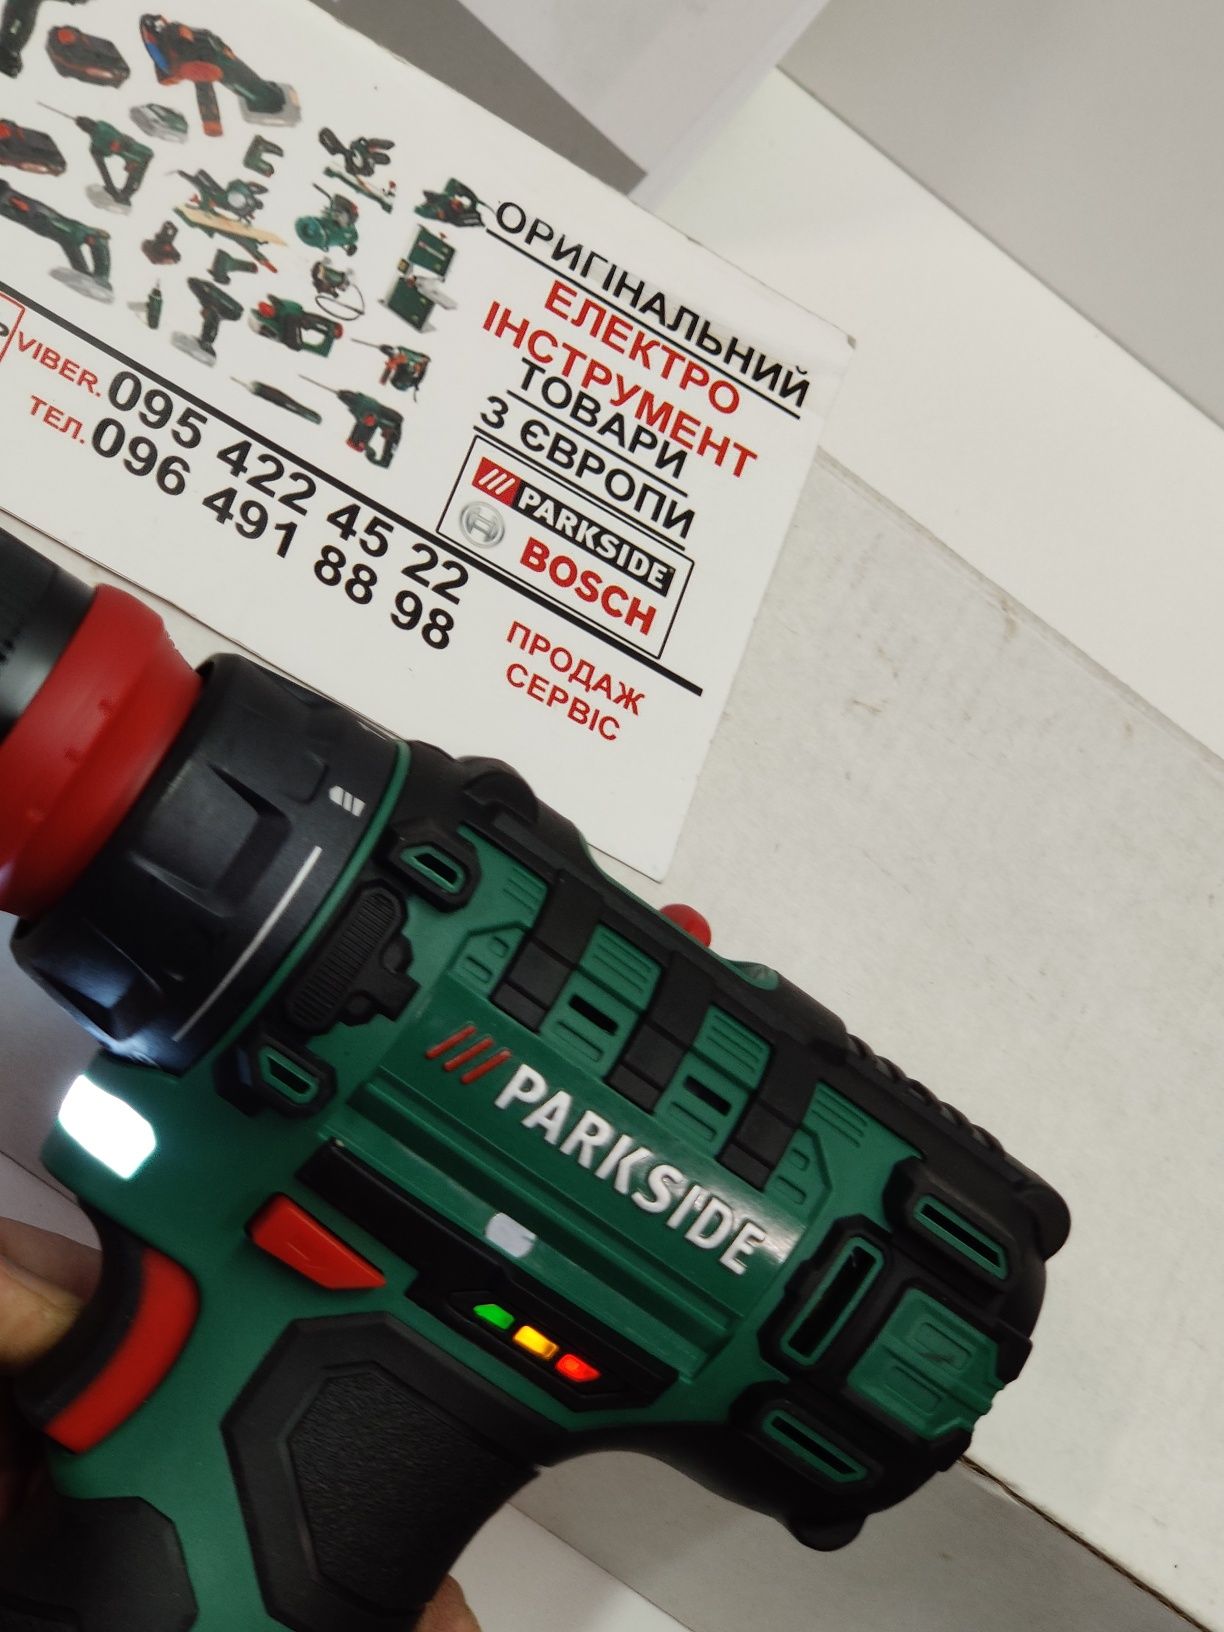 ОРИГІНАЛЬНИЙ
ЕЛЕКТРО
ІНСТРУМЕНТ
ТОВАРИ
З ЄВРОПИ
PARKSIDE
BOSCH
VIBER. 095 422 45 22
ТЕЛ. 096 491 88 98
ПРОДАЖ
СЕРВІС
PARKSIDE